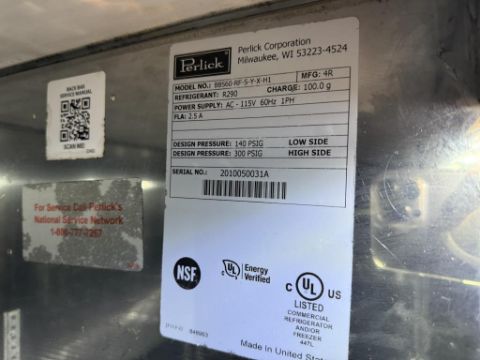 BACK BAR
SERVICE MANUAL
SCAN ME!
For Service Call Perlick's
National Service Network
Perlick
Perlick Corporation
Milwaukee, WI 53223-4524
MODEL NO.: BBS60-RF-S-Y-X-H1
MFG: 4R
REFRIGERANT: R290
CHARGE: 100.0 g
POWER SUPPLY: AC - 115V 60Hz 1PH
FLA: 2.5 A
DESIGN PRESSURE: 140 PSIG LOW SIDE
DESIGN PRESSURE: 300 PSIG HIGH SIDE
SERIAL NO.: 2010050031A
NSF
UL
Energy
Verified
C UL US
LISTED
COMMERCIAL
REFRIGERATOR
AND/OR
FREEZER
447L
Made in United